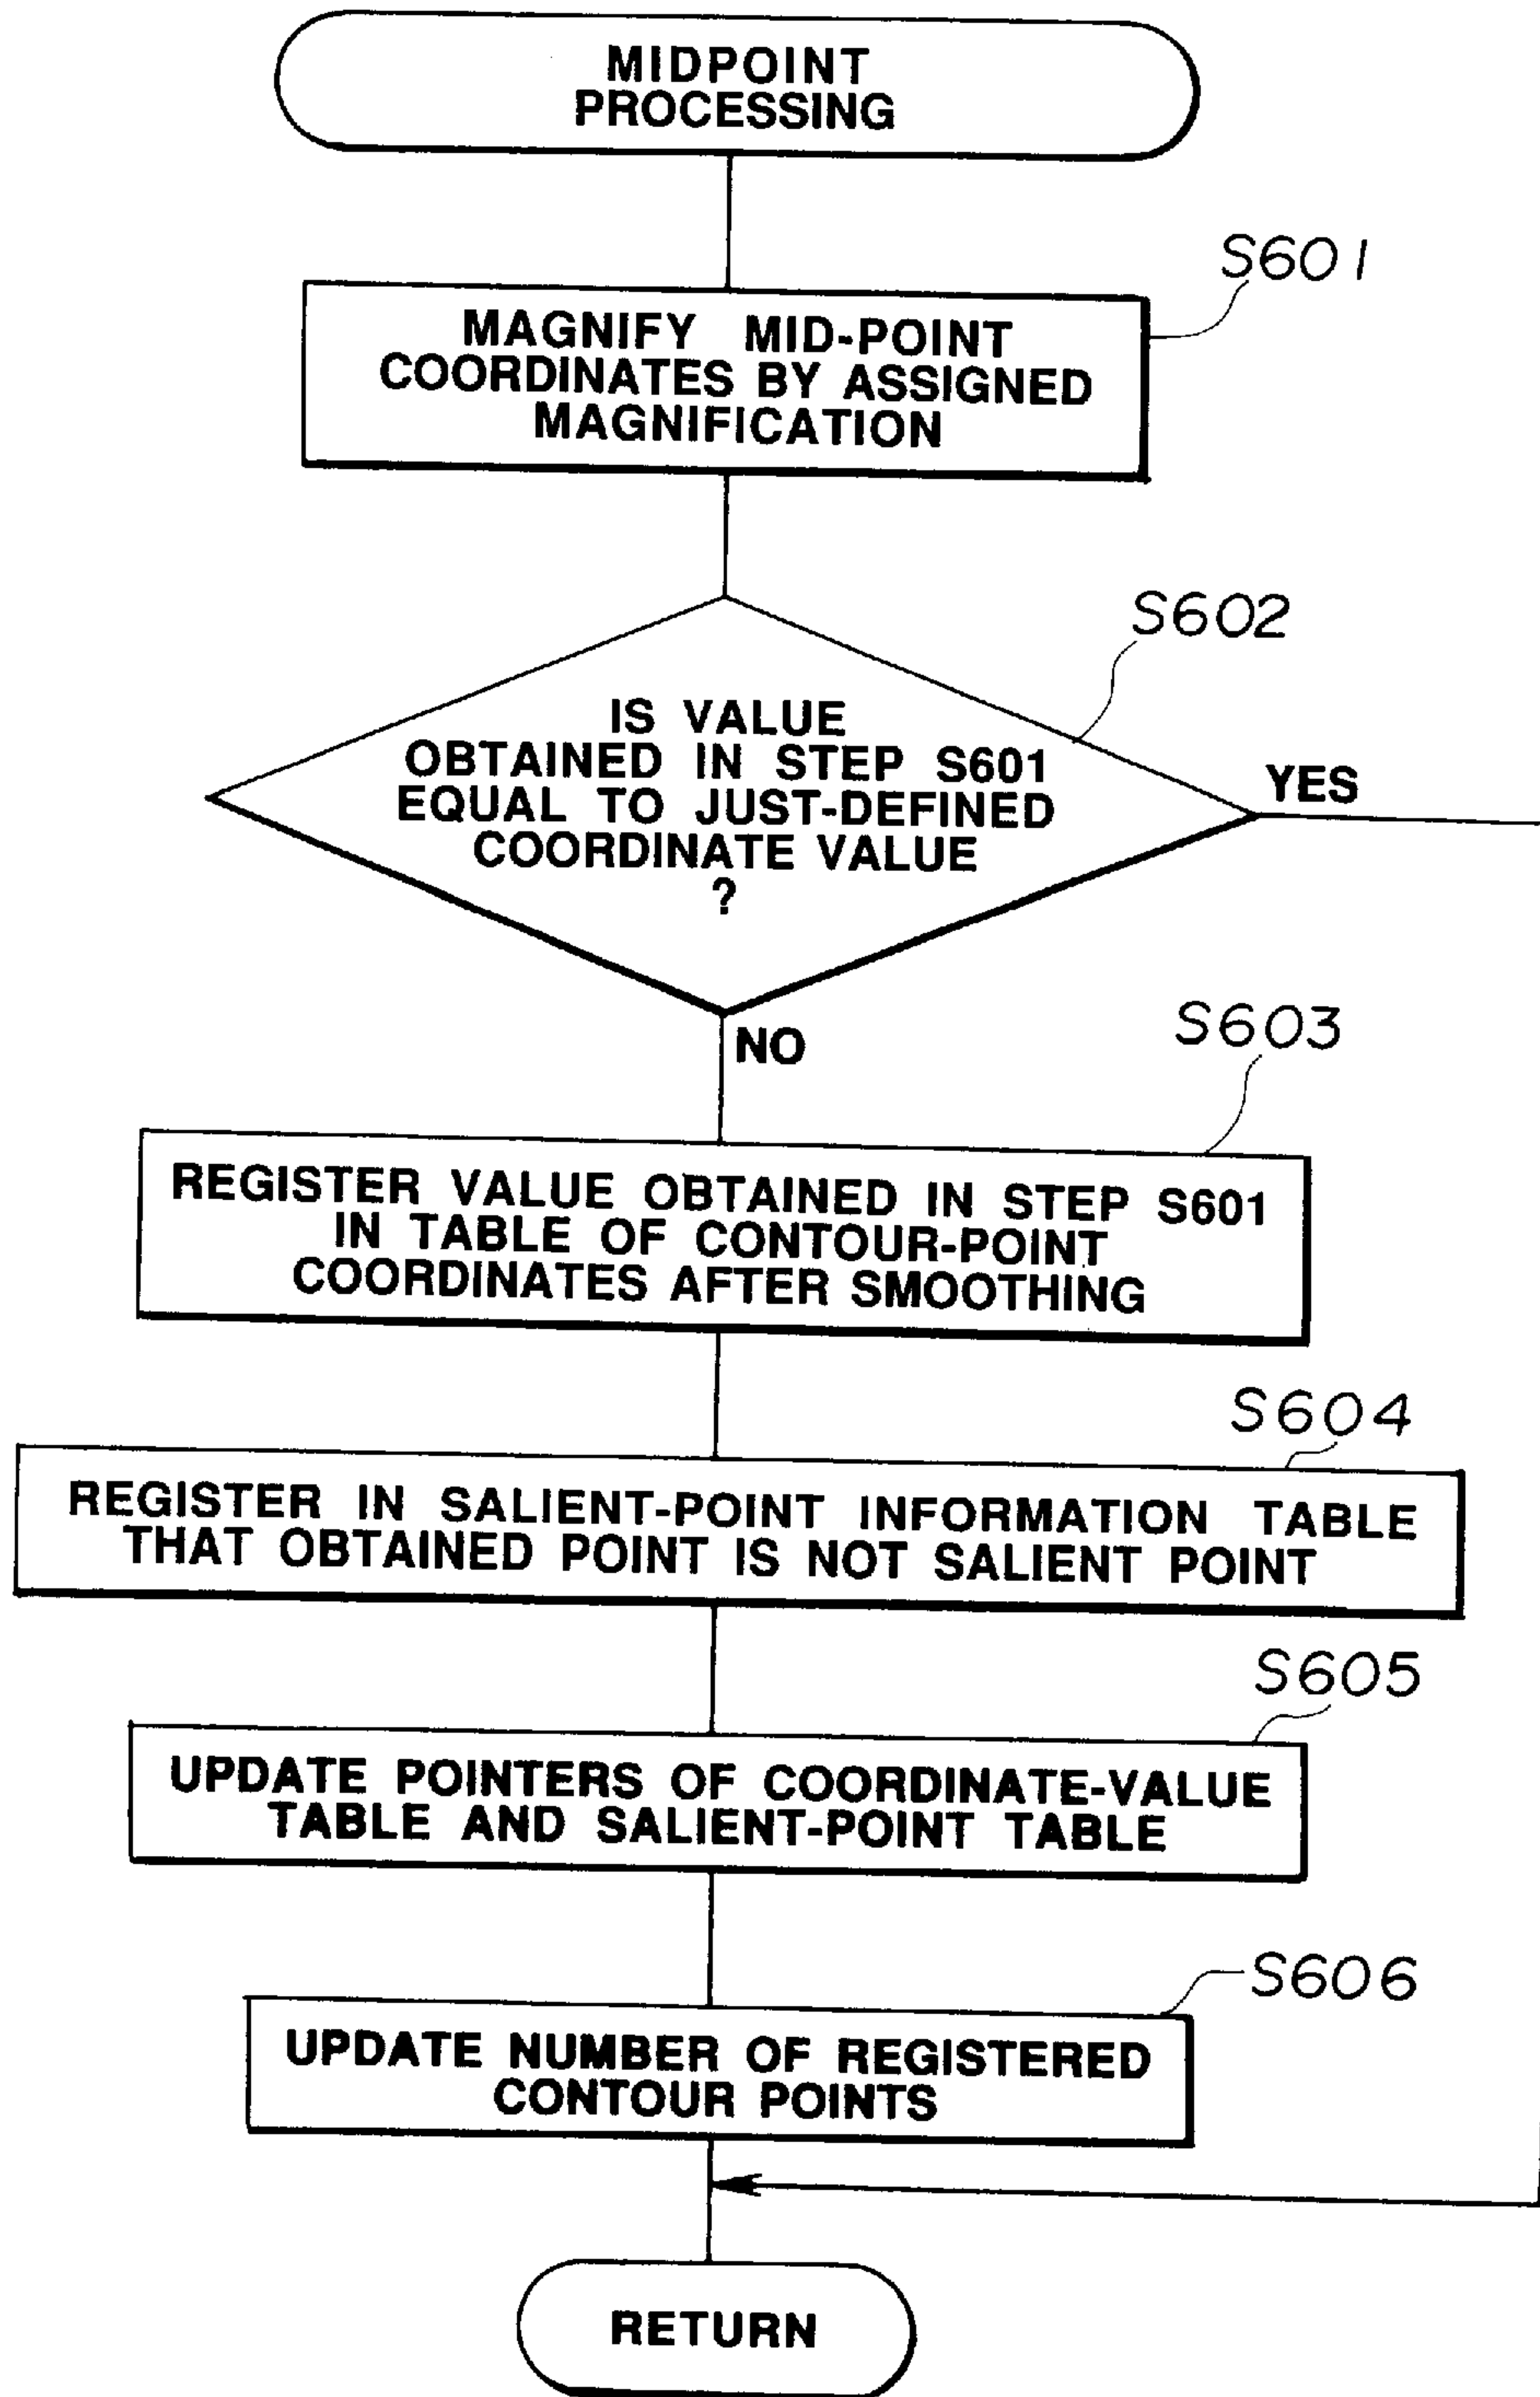 MIDPOINT
PROCESSING
S601
MAGNIFY MID-POINT
COORDINATES BY ASSIGNED
MAGNIFICATION
S602
IS VALUE
OBTAINED IN STEP S601
EQUAL TO JUST-DEFINED
COORDINATE VALUE
?
YES
NO
S603
REGISTER VALUE OBTAINED IN STEP S601
IN TABLE OF CONTOUR-POINT
COORDINATES AFTER SMOOTHING
S604
REGISTER IN SALIENT-POINT INFORMATION TABLE
THAT OBTAINED POINT IS NOT SALIENT POINT
S605
UPDATE POINTERS OF COORDINATE-VALUE
TABLE AND SALIENT-POINT TABLE
S606
UPDATE NUMBER OF REGISTERED
CONTOUR POINTS
RETURN